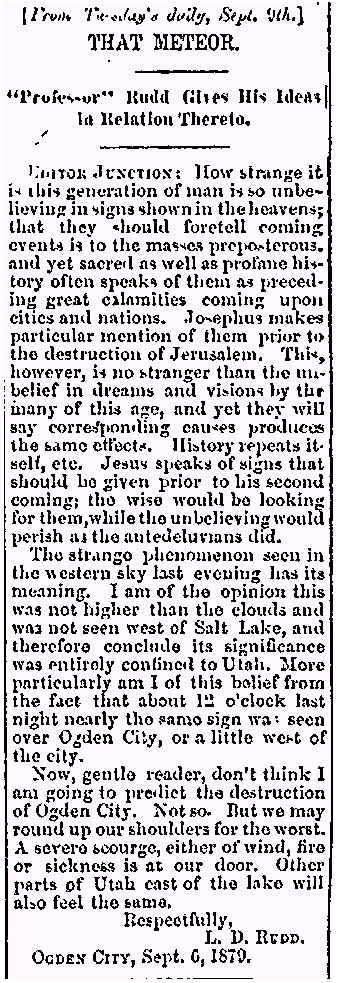 [From Tuesday's daily, Sept. 9th.]
THAT METEOR.
"Professor" Rudd Gives His Ideas
In Relation Thereto.
EDITOR JUNCTION: How strange it
is this generation of man is so unbe-
lieving in signs shown in the heavens;
that they should foretell coming
events is to the masses preposterous,
and yet sacred as well as profane his-
tory often speaks of them as preced-
ing great calamities coming upon
cities and nations. Josephus makes
particular mention of them prior to
the destruction of Jerusalem. This,
however, is no stranger than the un-
belief in dreams and visions by the
many of this age, and yet they will
say corresponding causes produces
the same effects. History repeats it-
self, etc. Jesus speaks of signs that
should be given prior to his second
coming; the wise would be looking
for them, while the unbelieving would
perish as the antedeluvians did.
The strange phenomenon seen in
the western sky last evening has its
meaning. I am of the opinion this
was not higher than the clouds and
was not seen west of Salt Lake, and
therefore conclude its significance
was entirely confined to Utah. More
particularly am I of this belief from
the fact that about 12 o'clock last
night nearly the same sign was seen
over Ogden City, or a little west of
the city.
Now, gentle reader, don't think I
am going to predict the destruction
of Ogden City. Not so. But we may
round up our shoulders for the worst.
A severe scourge, either of wind, fire
or sickness is at our door. Other
parts of Utah east of the lake will
also feel the same.
Respectfully,
L. D. RUDD.
OGDEN CITY, Sept. 6, 1879.